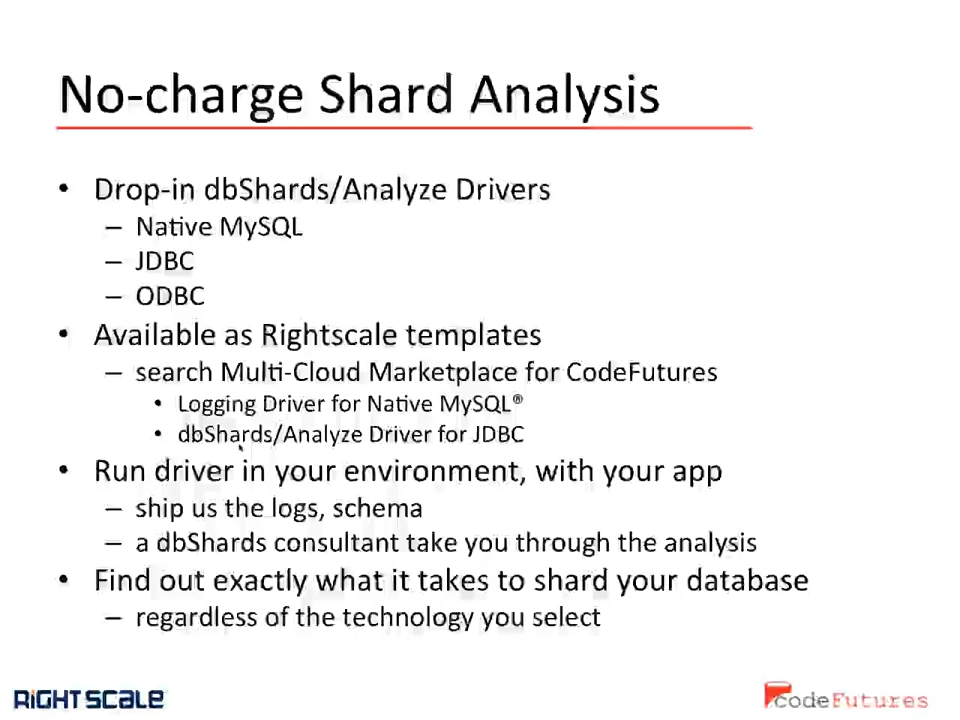 No-charge Shard Analysis
• Drop-in dbShards/Analyze Drivers
– Native MySQL
– JDBC
– ODBC
• Available as Rightscale templates
– search Multi-Cloud Marketplace for CodeFutures
• Logging Driver for Native MySQL®
• dbShards/Analyze Driver for JDBC
• Run driver in your environment, with your app
– ship us the logs, schema
– a dbShards consultant take you through the analysis
• Find out exactly what it takes to shard your database
– regardless of the technology you select
RIGHTSCALE
codeFutures